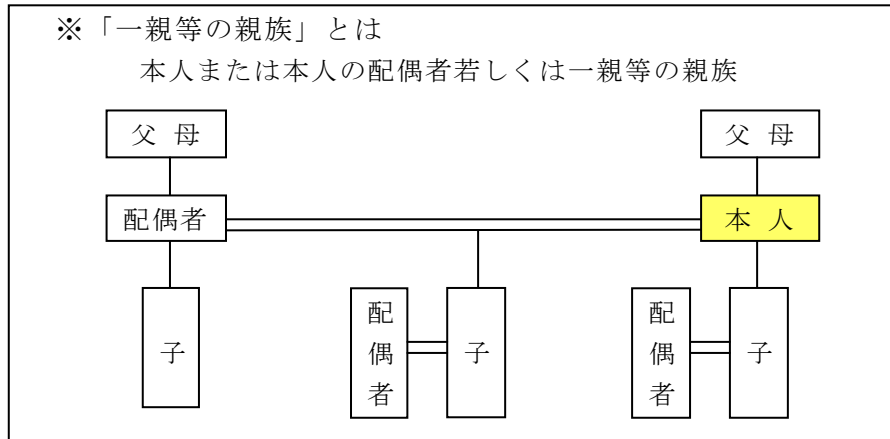 ※「一親等の親族」とは
本人または本人の配偶者若しくは一親等の親族
父 母
父 母
配偶者
本 人
子
配偶者
子
配偶者
子